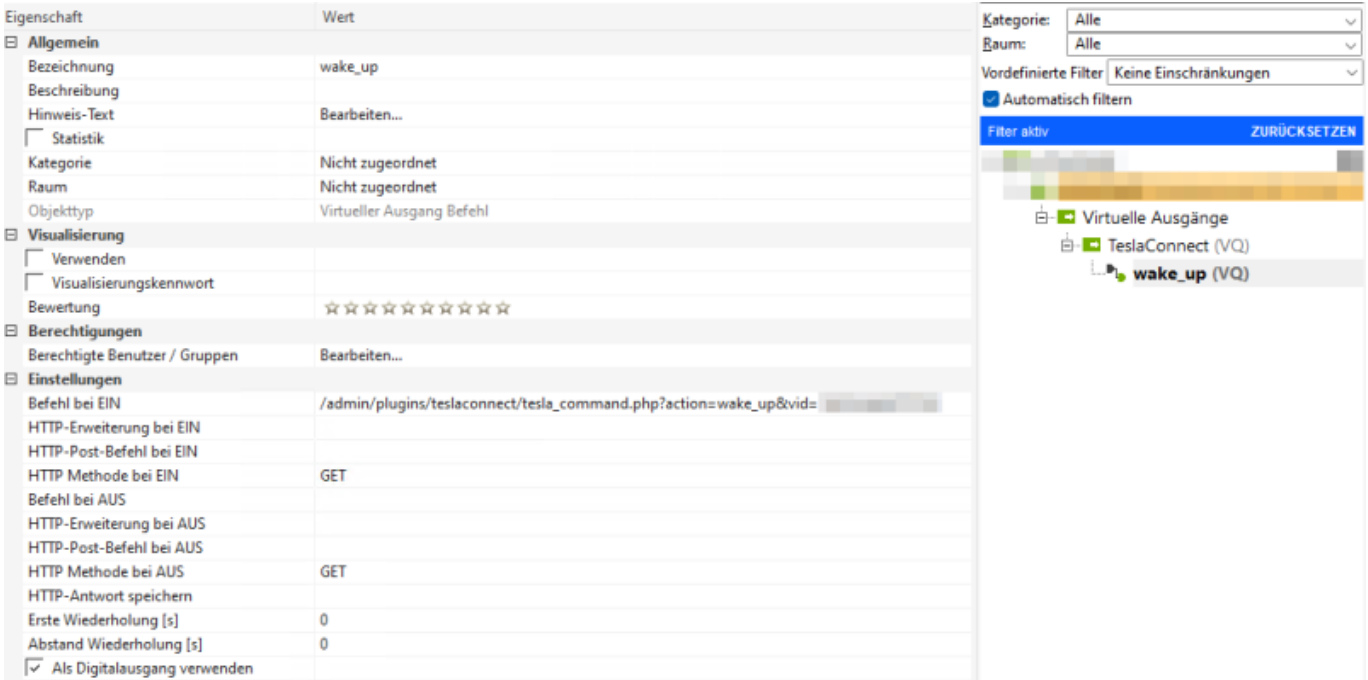 Eigenschaft Wert
Allgemein
Bezeichnung wake_up
Beschreibung
Hinweis-Text Bearbeiten...
Statistik
Kategorie Nicht zugeordnet
Raum Nicht zugeordnet
Objekttyp Virtueller Ausgang Befehl
Visualisierung
Verwenden
Visualisierungskennwort
Bewertung
Berechtigungen
Berechtigte Benutzer / Gruppen Bearbeiten...
Einstellungen
Befehl bei EIN /admin/plugins/teslaconnect/tesla_command.php?action=wake_up&vid=
HTTP-Erweiterung bei EIN
HTTP-Post-Befehl bei EIN
HTTP Methode bei EIN GET
Befehl bei AUS
HTTP-Erweiterung bei AUS
HTTP-Post-Befehl bei AUS
HTTP Methode bei AUS GET
HTTP-Antwort speichern
Erste Wiederholung [s] 0
Abstand Wiederholung [s] 0
Als Digitalausgang verwenden
Kategorie: Alle
Raum: Alle
Vordefinierte Filter Keine Einschränkungen
Automatisch filtern
Filter aktiv ZURÜCKSETZEN
Virtuelle Ausgänge
TeslaConnect (VQ)
wake_up (VQ)